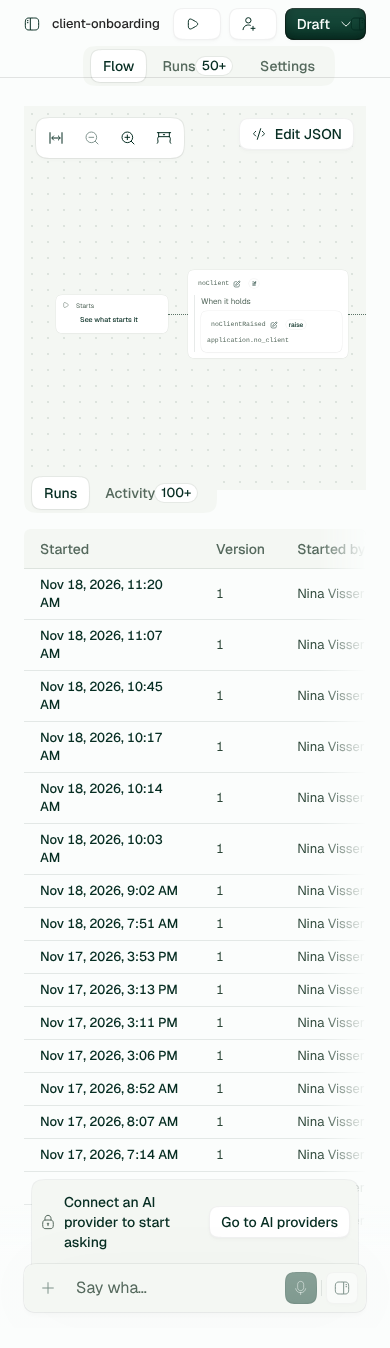 client-onboarding
Draft
Flow
Runs 50+
Settings
Edit JSON
noClient if
Starts
When it holds
See what starts it
noClientRaised raise
application.no_client
Runs
Activity 100+
Started Version Started by
Nov 18, 2026, 11:20 AM 1 Nina Visser
Nov 18, 2026, 11:07 AM 1 Nina Visser
Nov 18, 2026, 10:45 AM 1 Nina Visser
Nov 18, 2026, 10:17 AM 1 Nina Visser
Nov 18, 2026, 10:14 AM 1 Nina Visser
Nov 18, 2026, 10:03 AM 1 Nina Visser
Nov 18, 2026, 9:02 AM 1 Nina Visser
Nov 18, 2026, 7:51 AM 1 Nina Visser
Nov 17, 2026, 3:53 PM 1 Nina Visser
Nov 17, 2026, 3:13 PM 1 Nina Visser
Nov 17, 2026, 3:11 PM 1 Nina Visser
Nov 17, 2026, 3:06 PM 1 Nina Visser
Nov 17, 2026, 8:52 AM 1 Nina Visser
Nov 17, 2026, 8:07 AM 1 Nina Visser
Nov 17, 2026, 7:14 AM 1 Nina Visser
Connect an AI
provider to start
asking
Go to AI providers
Say wha...